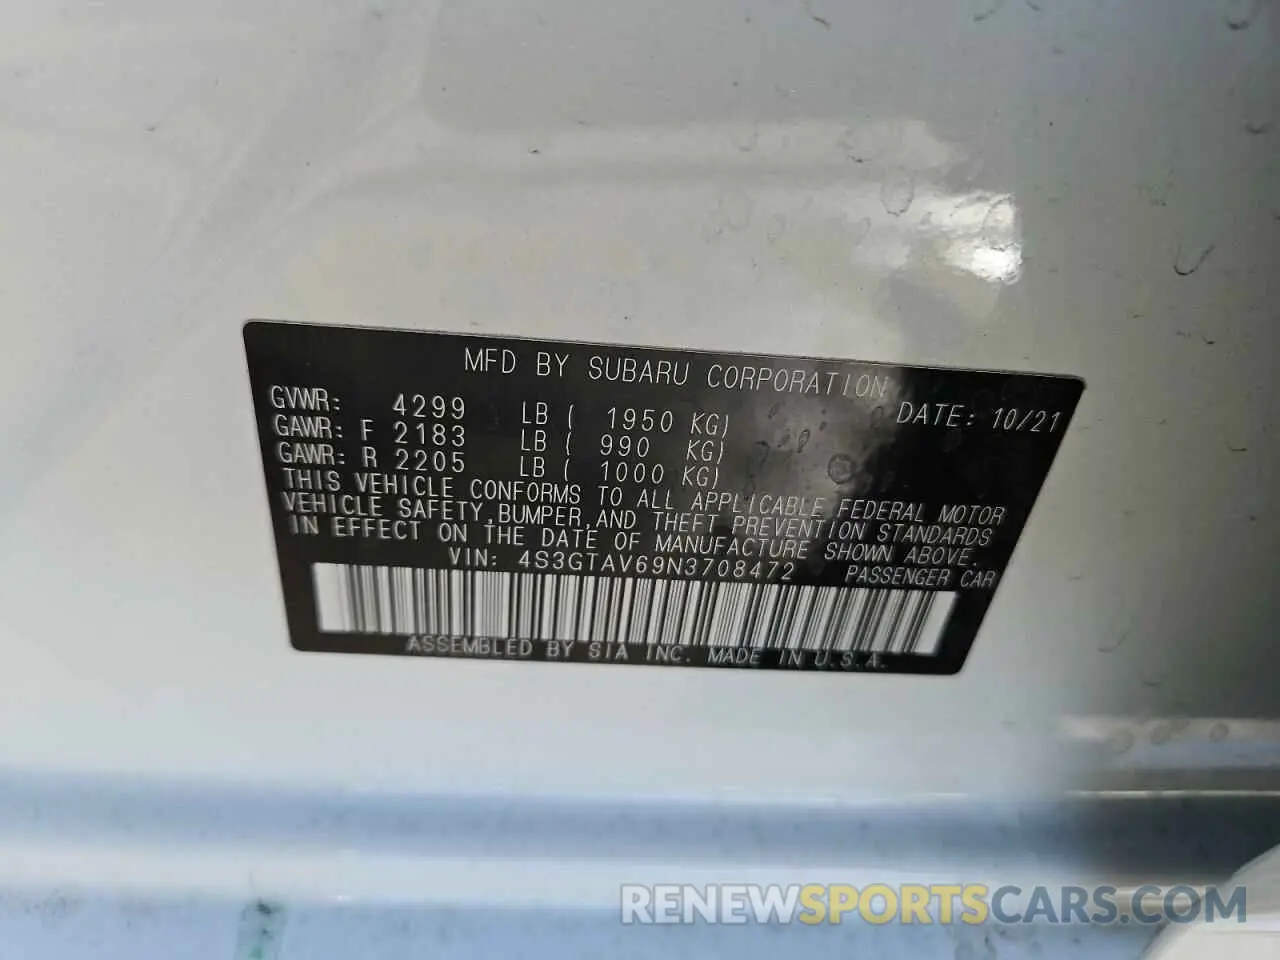 MFD BY SUBARU CORPORATION
GVWR: 4299 LB ( 1950 KG) DATE: 10/21
GAWR: F 2183 LB ( 990 KG)
GAWR: R 2205 LB ( 1000 KG)
THIS VEHICLE CONFORMS TO ALL APPLICABLE FEDERAL MOTOR
VEHICLE SAFETY, BUMPER, AND THEFT PREVENTION STANDARDS
IN EFFECT ON THE DATE OF MANUFACTURE SHOWN ABOVE.
VIN: 4S3GTAV69N3708472 PASSENGER CAR
ASSEMBLED BY SIA INC. MADE IN U.S.A.
RENEWSPORTSCARS.COM